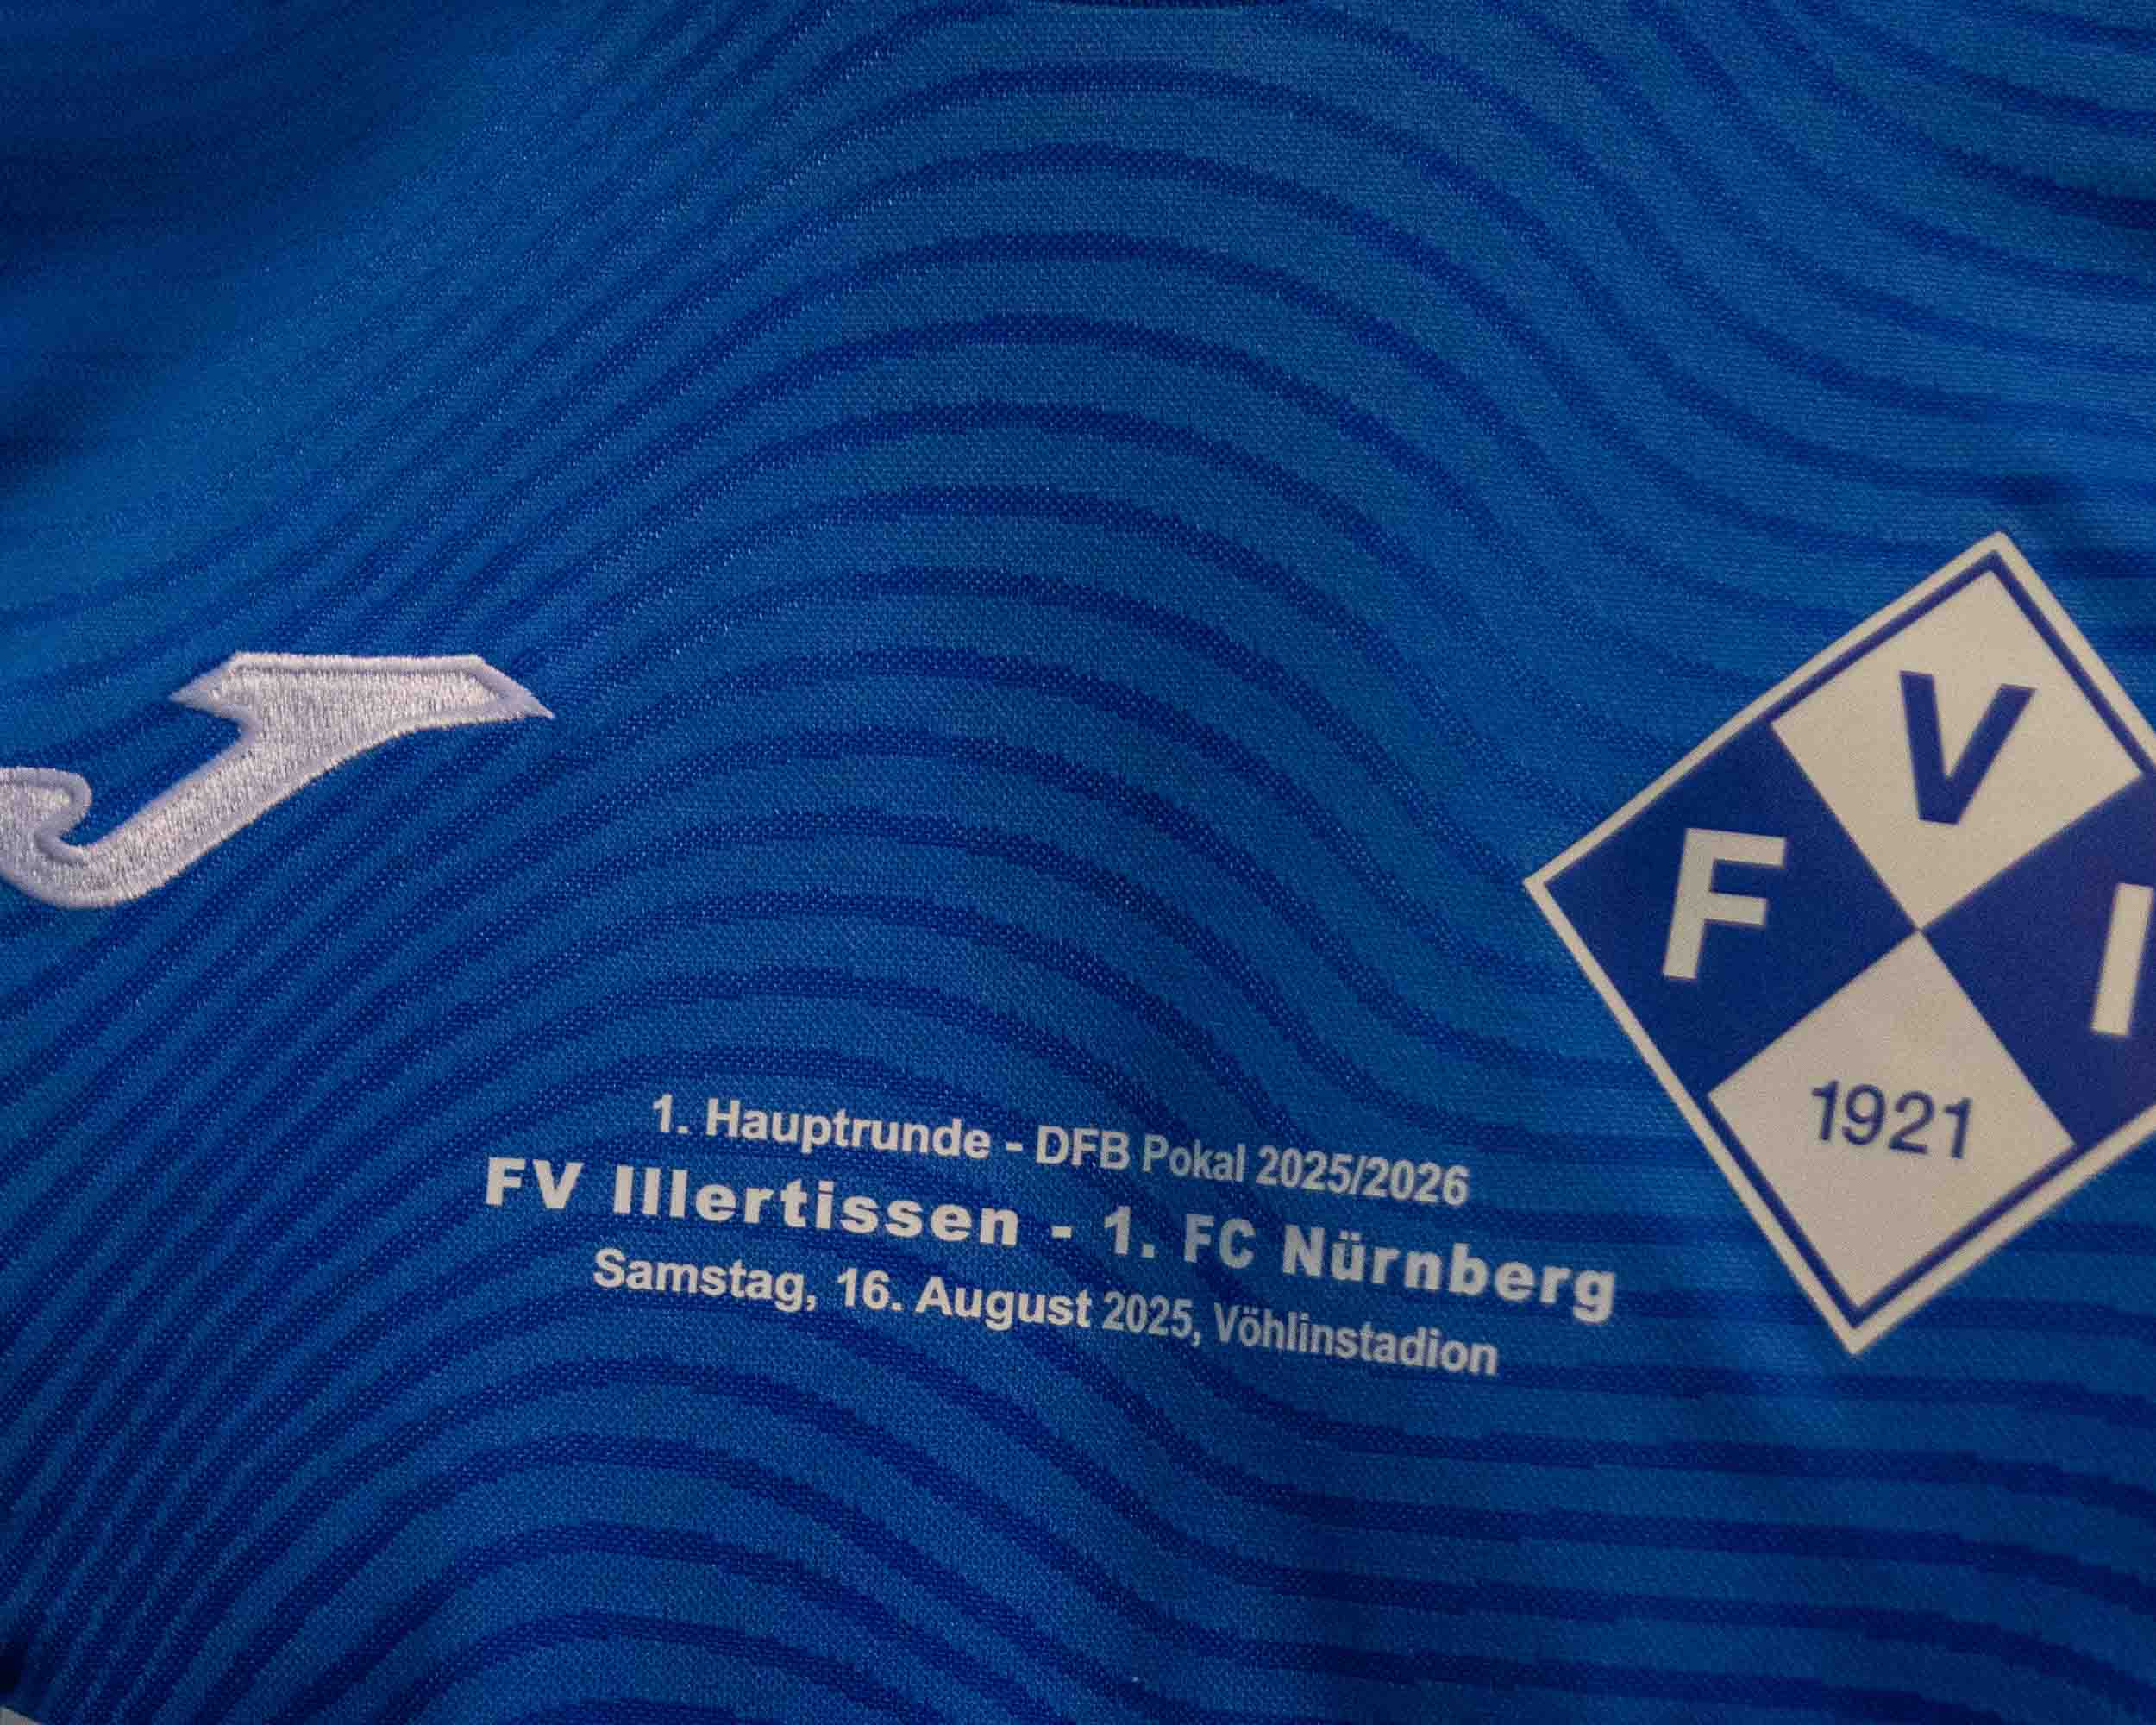 V
F
I
1921
1. Hauptrunde - DFB Pokal 2025/2026
FV Illertissen - 1. FC Nürnberg
Samstag, 16. August 2025, Vöhlinstadion